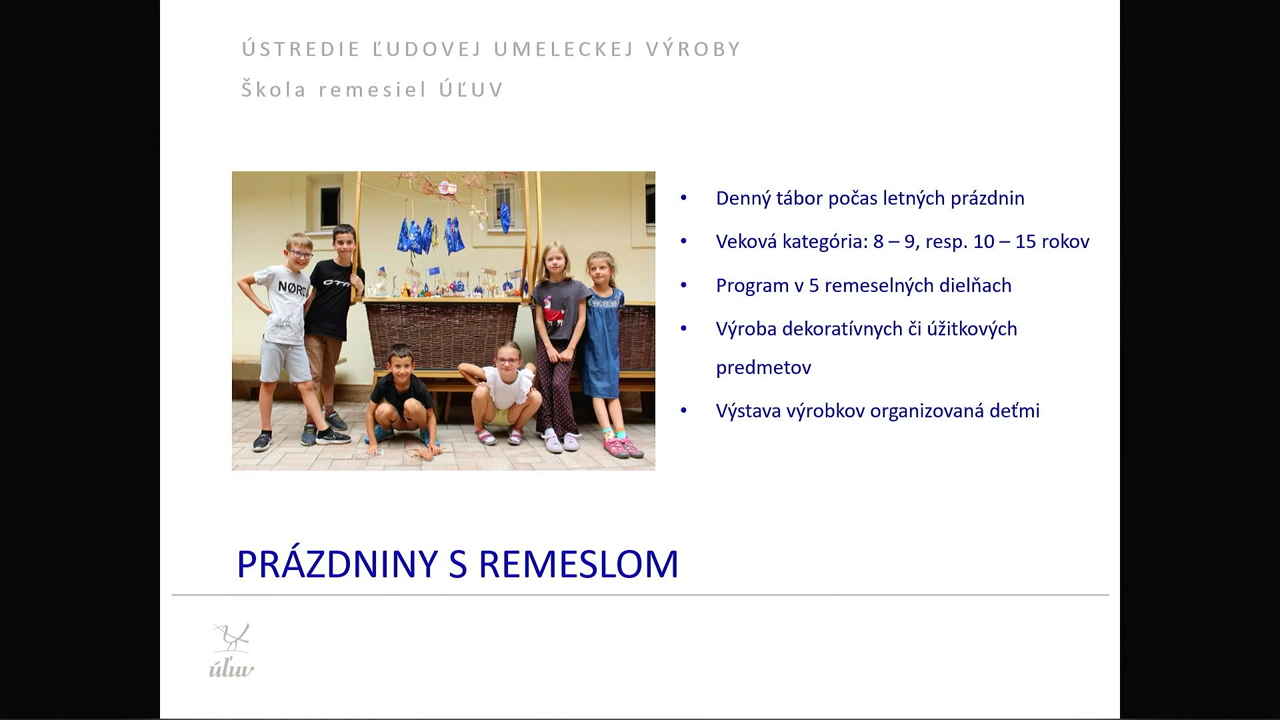 ÚSTREDIE ĽUDOVEJ UMELECKEJ VÝROBY
Škola remesiel ÚĽUV
NORD
• Denný tábor počas letných prázdnin
• Veková kategória: 8 – 9, resp. 10 – 15 rokov
• Program v 5 remeselných dielňach
• Výroba dekoratívnych či úžitkových
predmetov
• Výstava výrobkov organizovaná deťmi
PRÁZDNINY S REMESLOM
úľuv